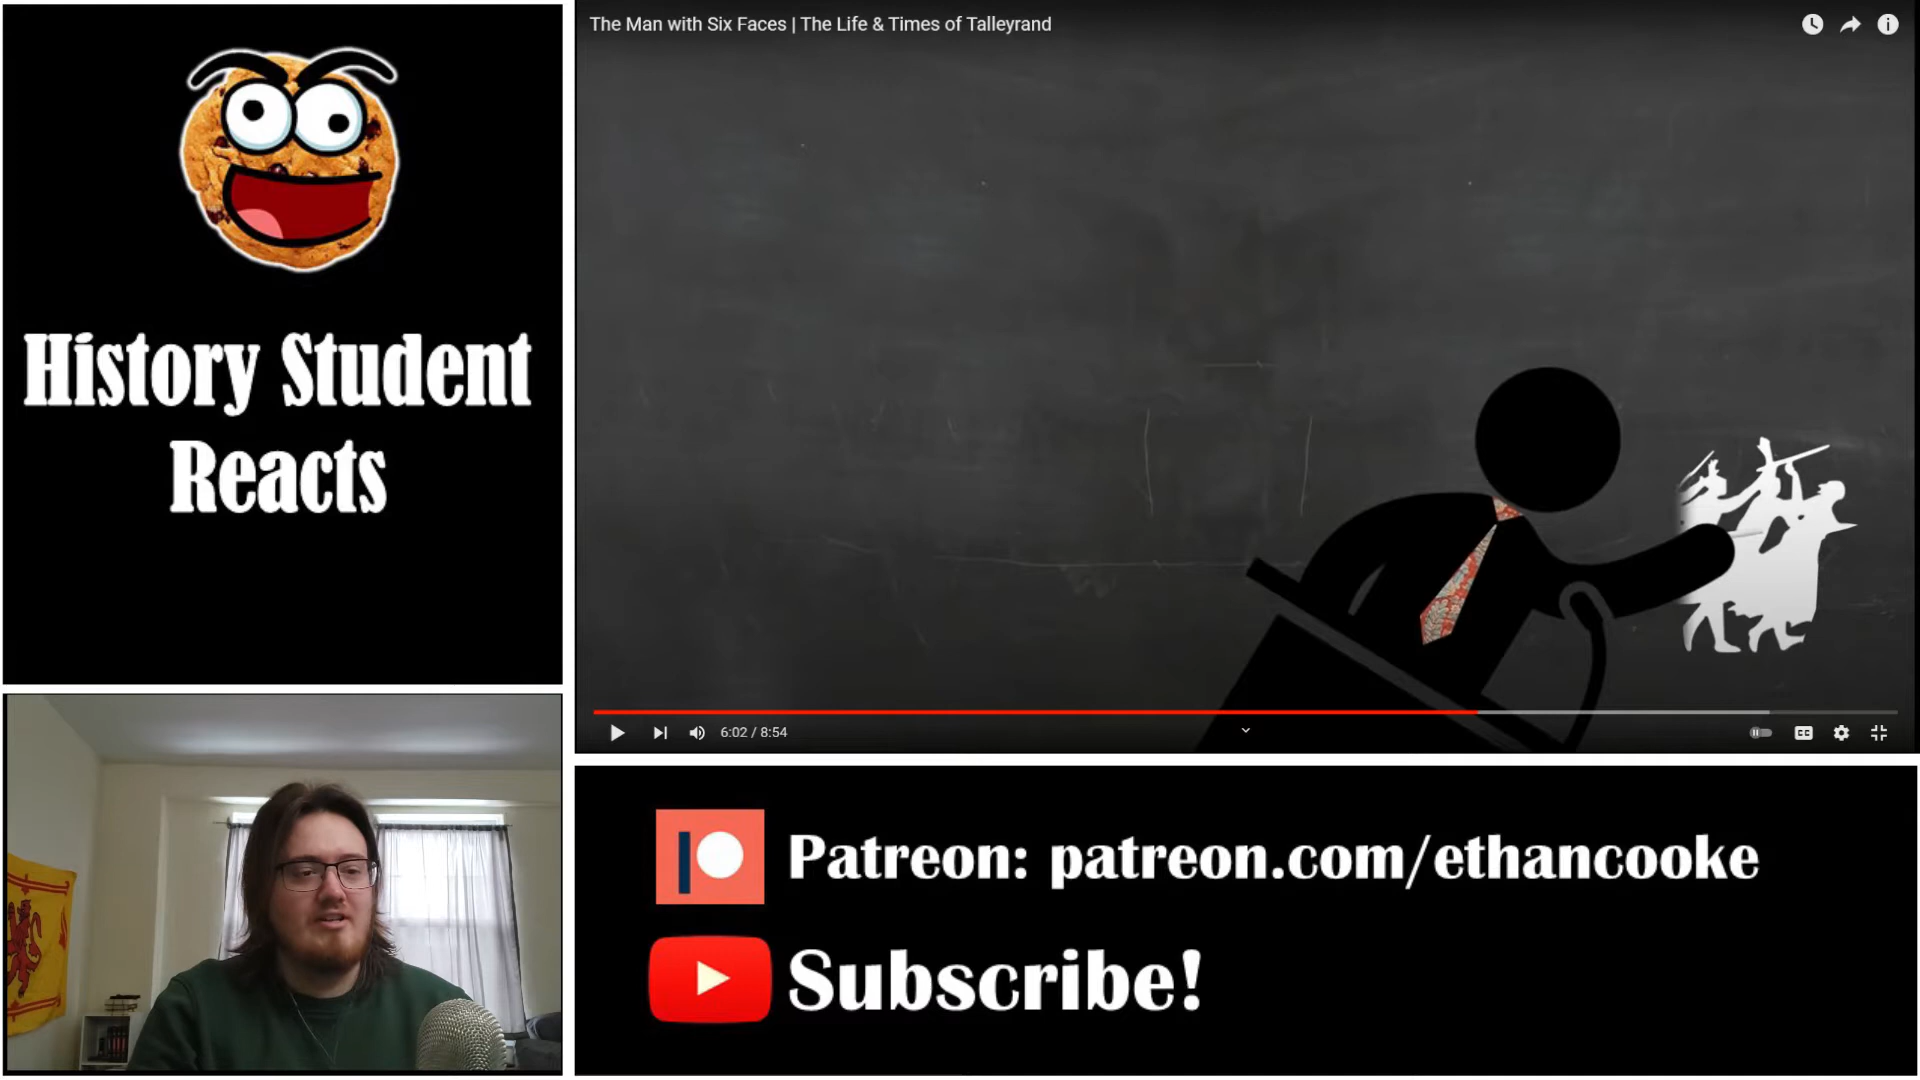 The Man with Six Faces | The Life & Times of Talleyrand
History Student
Reacts
6:02 / 8:54
CC
Patreon: patreon.com/ethancooke
Subscribe!